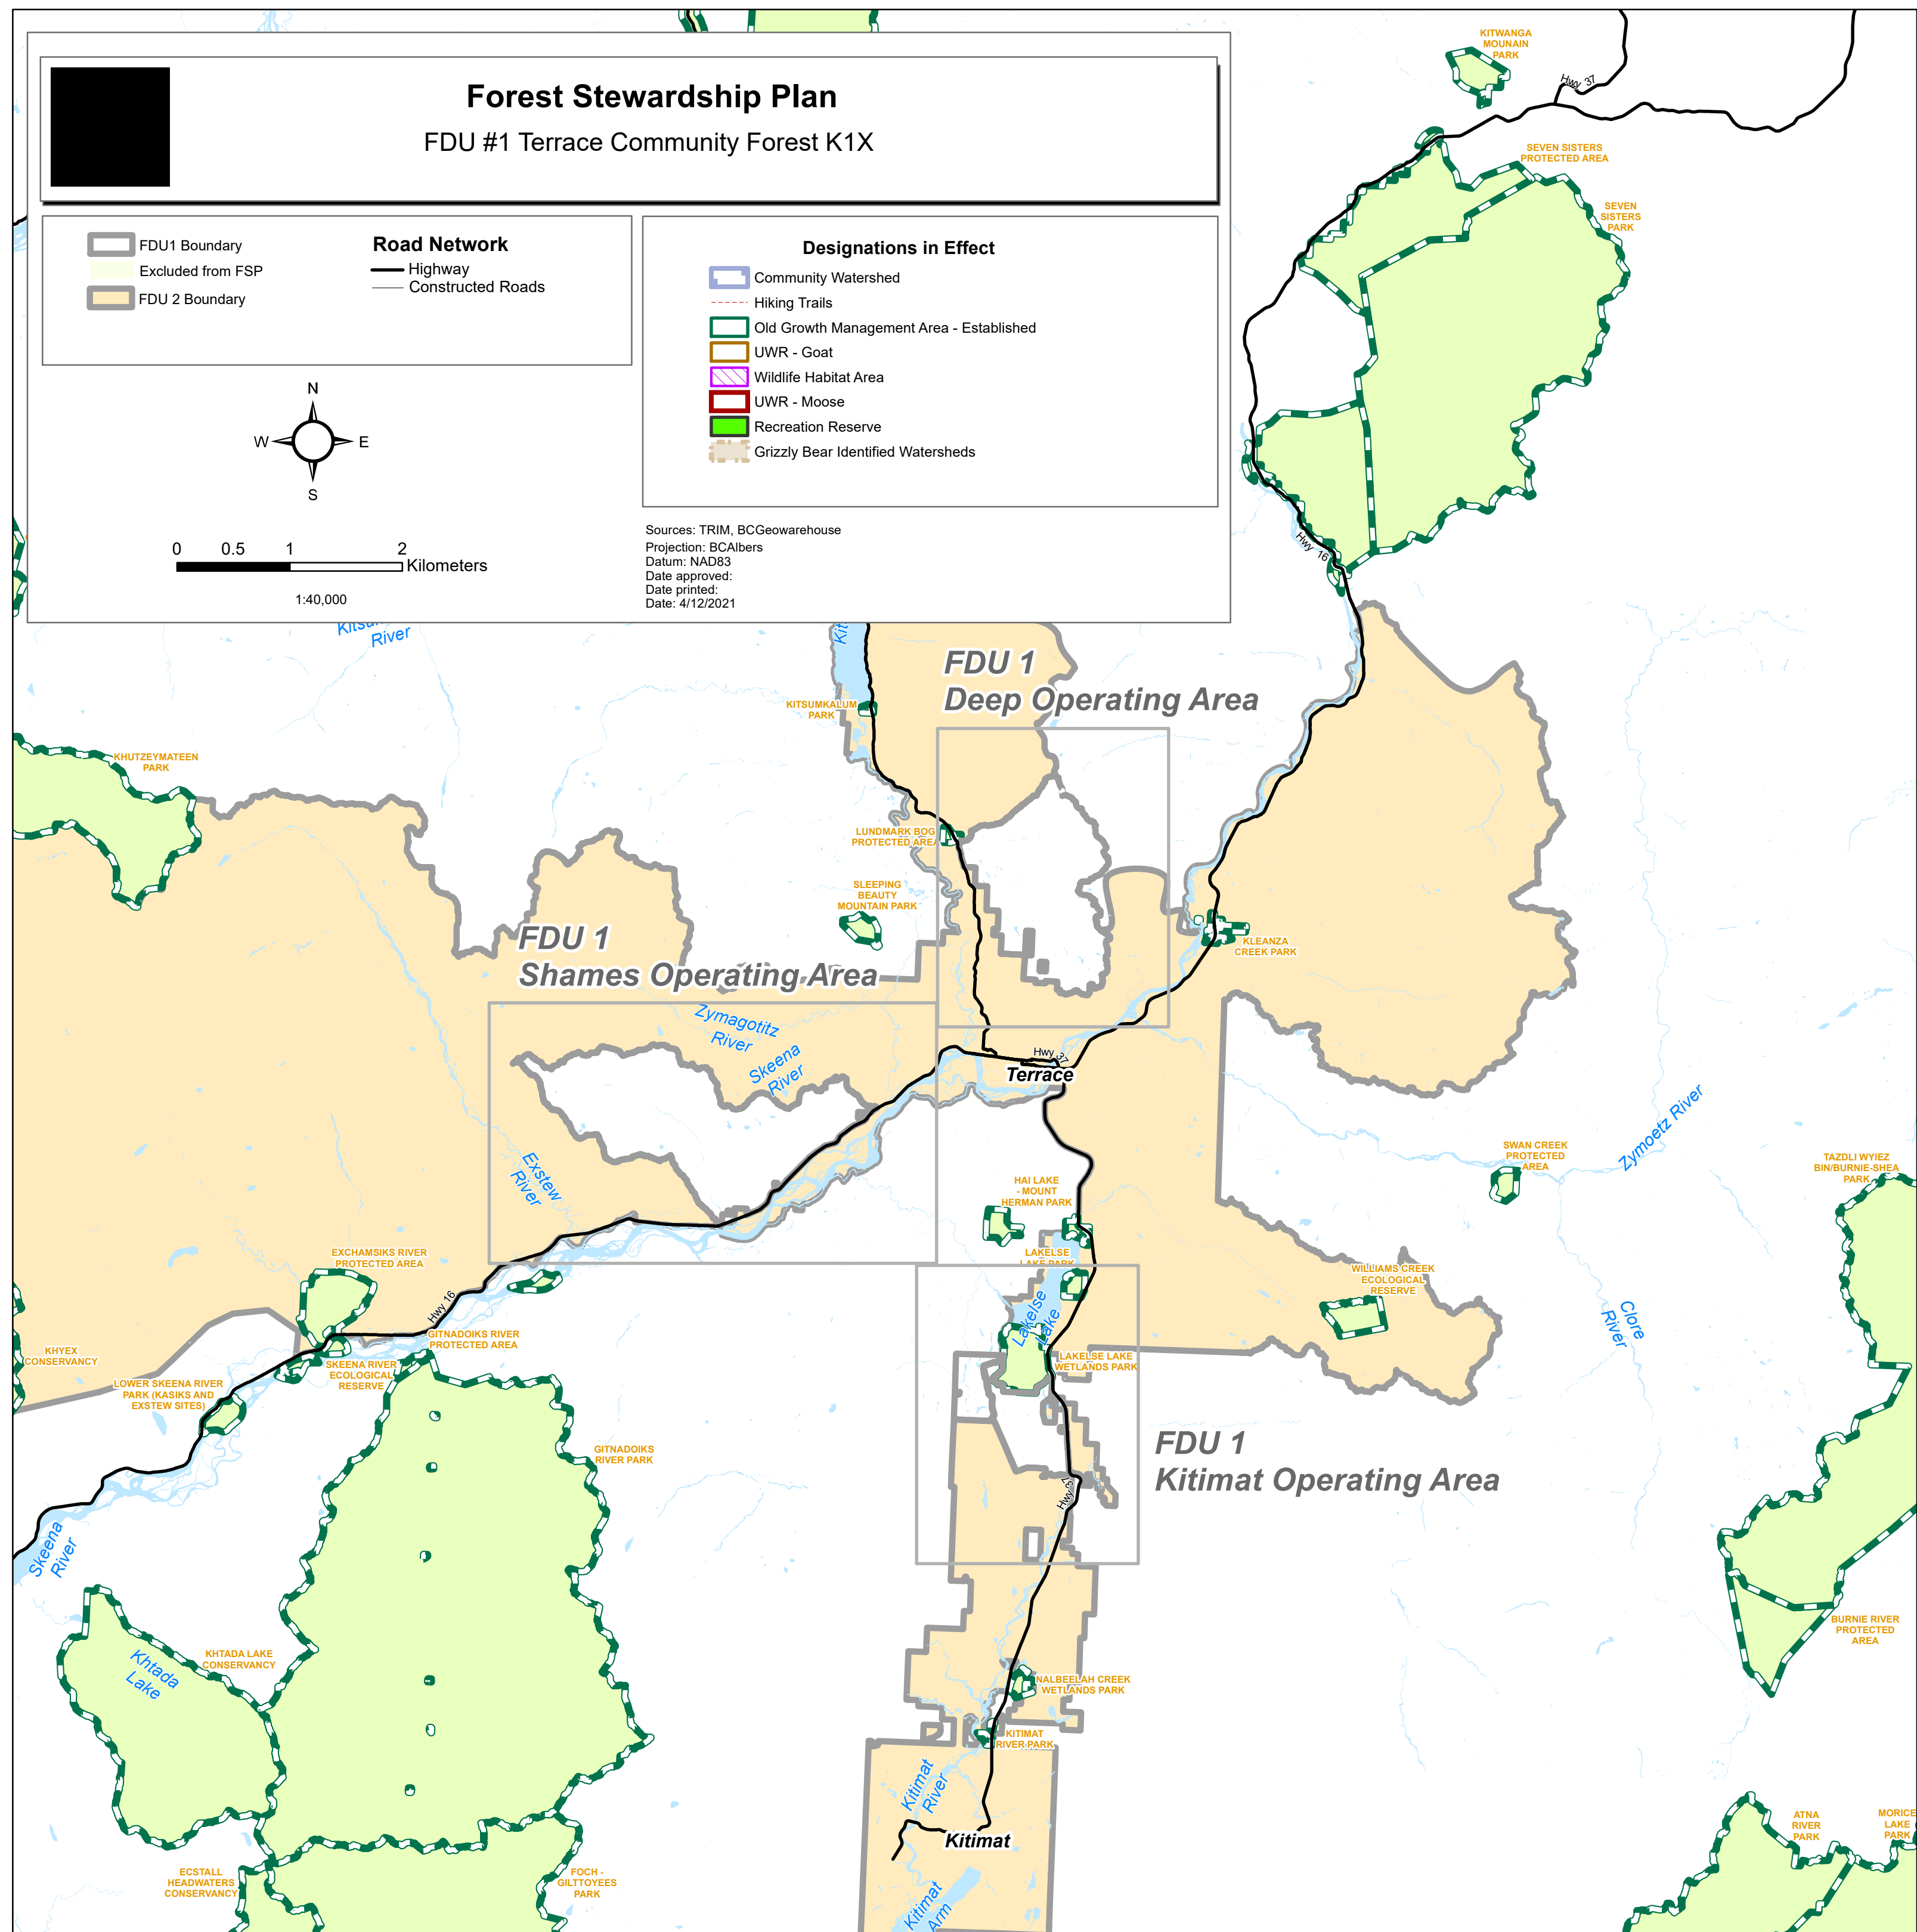 Forest Stewardship Plan
FDU #1 Terrace Community Forest K1X
FDU1 Boundary
Excluded from FSP
FDU 2 Boundary
Road Network
Highway
Constructed Roads
Designations in Effect
Community Watershed
Hiking Trails
Old Growth Management Area - Established
UWR - Goat
Wildlife Habitat Area
UWR - Moose
Recreation Reserve
Grizzly Bear Identified Watersheds
N
W
E
S
0 0.5 1 2
Kilometers
1:40,000
Sources: TRIM, BCGeowarehouse
Projection: BCAlbers
Datum: NAD83
Date approved:
Date printed:
Date: 4/12/2021
KITWANGA
MOUNAIN
PARK
Hwy 37
SEVEN SISTERS
PROTECTED AREA
SEVEN
SISTERS
PARK
Hwy 16
River
FDU 1
Deep Operating Area
KITSUMKALUM
PARK
KHUTZEYMATEEN
PARK
LUNDMARK BOG
PROTECTED AREA
SLEEPING
BEAUTY
MOUNTAIN PARK
KLEANZA
CREEK PARK
FDU 1
Shames Operating Area
Zymagotitz
River
Skeena
River
Hwy 37
Terrace
Exstew
River
Zymoetz River
SWAN CREEK
PROTECTED
AREA
TAZDLI WYIEZ
BIN/BURNIE-SHEA
PARK
HAI LAKE
- MOUNT
HERMAN PARK
LAKELSE
LAKE PARK
EXCHAMSIKS RIVER
PROTECTED AREA
WILLIAMS CREEK
ECOLOGICAL
RESERVE
Lakelse
Lake
Clore
River
Hwy 16
GITNADOIKS RIVER
PROTECTED AREA
KHYEX
CONSERVANCY
SKEENA RIVER
ECOLOGICAL
RESERVE
LAKELSE LAKE
WETLANDS PARK
LOWER SKEENA RIVER
PARK (KASIKS AND
EXSTEW SITES)
GITNADOIKS
RIVER PARK
FDU 1
Kitimat Operating Area
Hwy 37
Skeena
River
BURNIE RIVER
PROTECTED
AREA
KHTADA LAKE
CONSERVANCY
Khtada
Lake
NALBEELAH CREEK
WETLANDS PARK
KITIMAT
RIVER PARK
Kitimat
River
Kitimat
ATNA
RIVER
PARK
MORICE
LAKE
PARK
ECSTALL
HEADWATERS
CONSERVANCY
FOCH -
GILTTOYEES
PARK
Kitimat
Arm